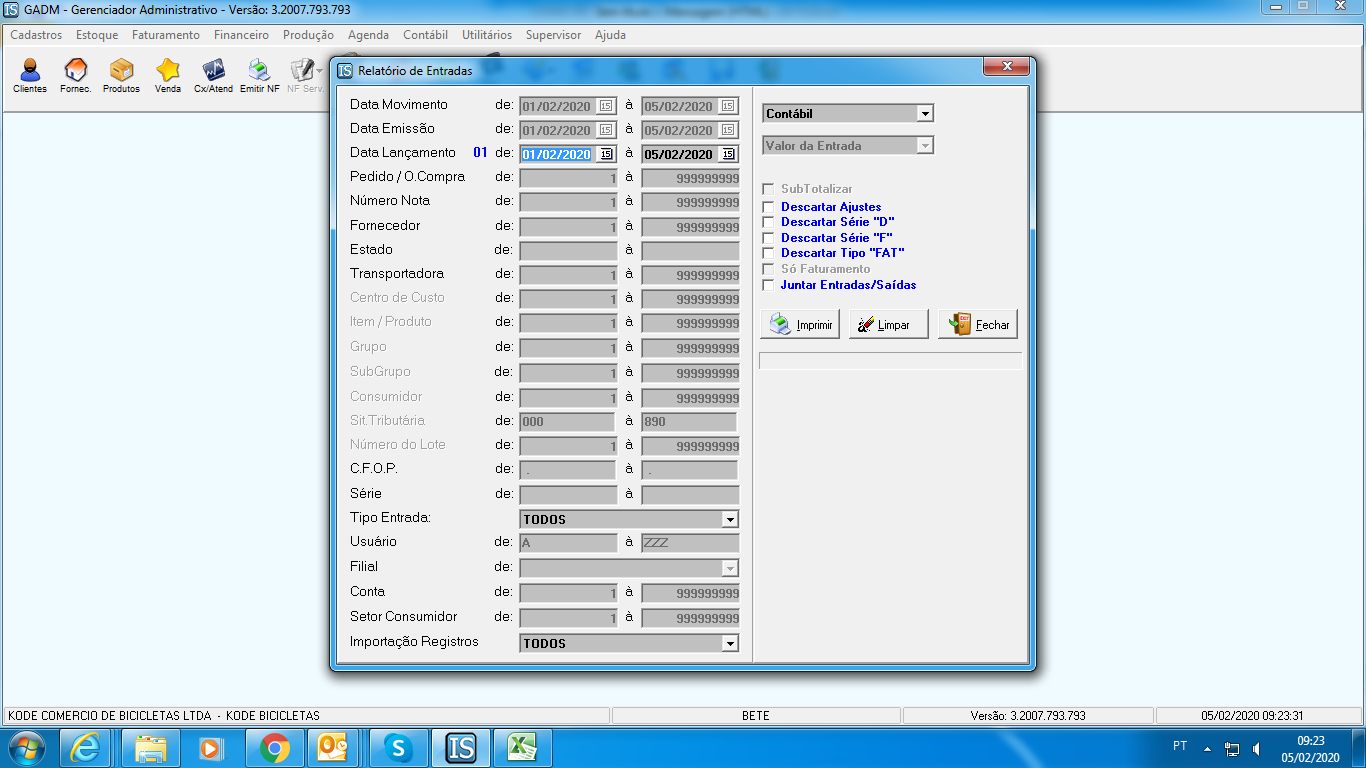 GADM - Gerenciador Administrativo - Versão: 3.2007.793.793
Cadastros Estoque Faturamento Financeiro Produção Agenda Contábil Utilitários Supervisor Ajuda
Clientes Fornec. Produtos Venda Cx/Atend Emitir NF NF Serv.
Relatório de Entradas
Data Movimento de: 01/02/2020 15 à 05/02/2020 15
Data Emissão de: 01/02/2020 15 à 05/02/2020 15
Data Lançamento 01 de: 01/02/2020 15 à 05/02/2020 15
Pedido / O.Compra de: 1 à 999999999
Número Nota de: 1 à 999999999
Fornecedor de: 1 à 999999999
Estado de: à
Transportadora de: 1 à 999999999
Centro de Custo de: 1 à 999999999
Item / Produto de: 1 à 999999999
Grupo de: 1 à 999999999
SubGrupo de: 1 à 999999999
Consumidor de: 1 à 999999999
Sit.Tributária de: 000 à 890
Número do Lote de: 1 à 999999999
C.F.O.P. de: . à .
Série de: à
Tipo Entrada: TODOS
Usuário de: A à ZZZ
Filial de:
Conta de: 1 à 999999999
Setor Consumidor de: 1 à 999999999
Importação Registros TODOS
Contábil
Valor da Entrada
SubTotalizar
Descartar Ajustes
Descartar Série "D"
Descartar Série "F"
Descartar Tipo "FAT"
Só Faturamento
Juntar Entradas/Saídas
Imprimir Limpar Fechar
KODE COMERCIO DE BICICLETAS LTDA - KODE BICICLETAS BETE Versão: 3.2007.793.793 05/02/2020 09:23:31
PT 09:23
05/02/2020